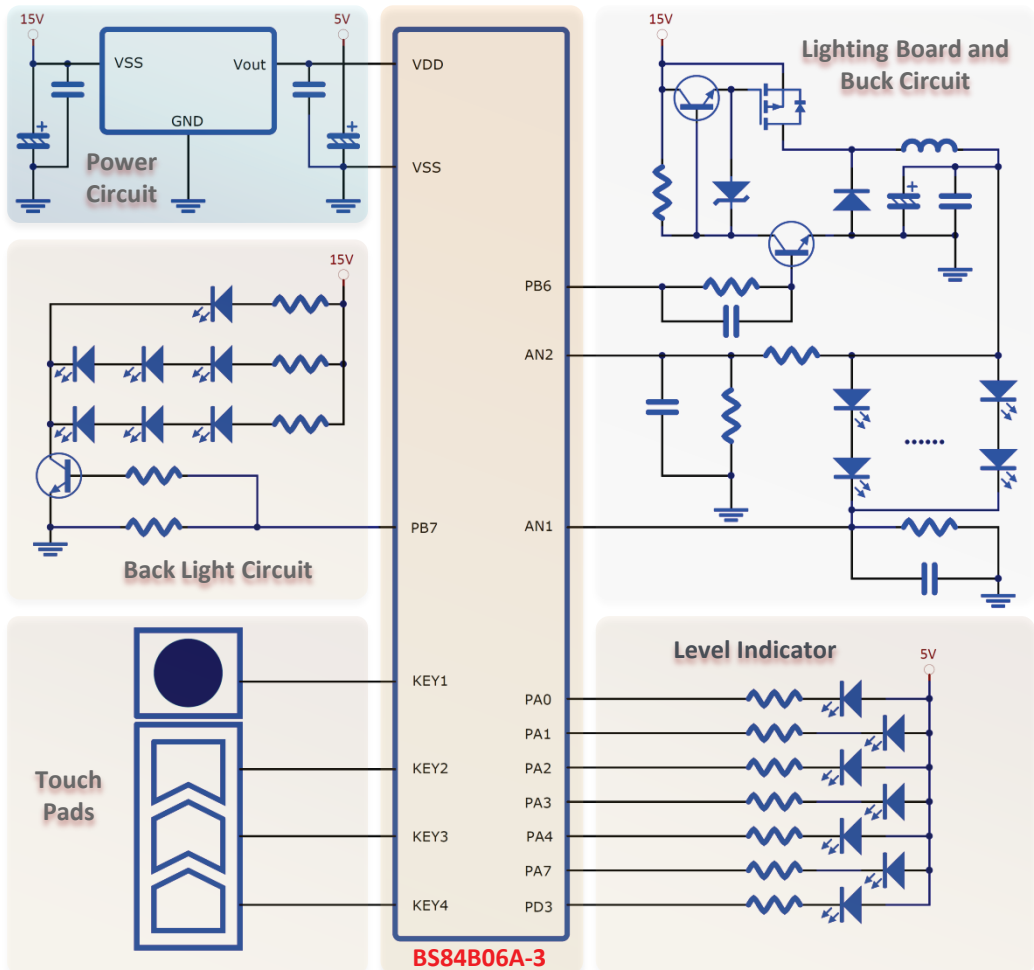 15V
5V
VSS
Vout
GND
Power
Circuit
VDD
VSS
15V
Lighting Board and
Buck Circuit
15V
Back Light Circuit
PB7
PB6
AN2
......
AN1
Touch
Pads
KEY1
KEY2
KEY3
KEY4
Level Indicator
5V
PA0
PA1
PA2
PA3
PA4
PA7
PD3
BS84B06A-3